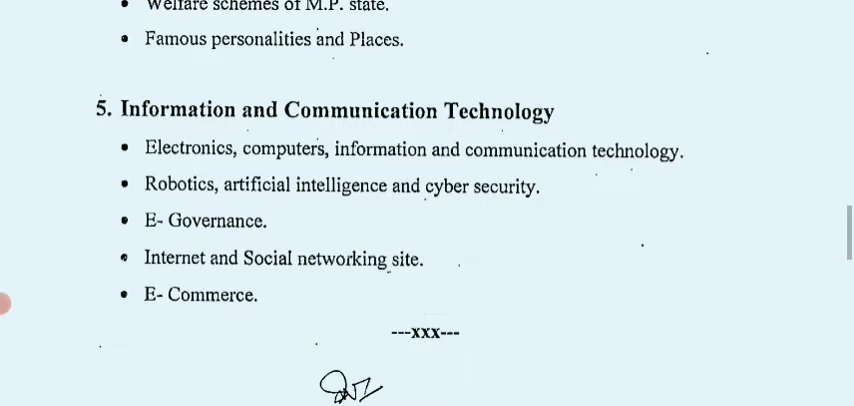 • Welfare schemes of M.P. state.
• Famous personalities and Places.
5. Information and Communication Technology
• Electronics, computers, information and communication technology.
• Robotics, artificial intelligence and cyber security.
• E- Governance.
• Internet and Social networking site.
• E- Commerce.
---xxx---